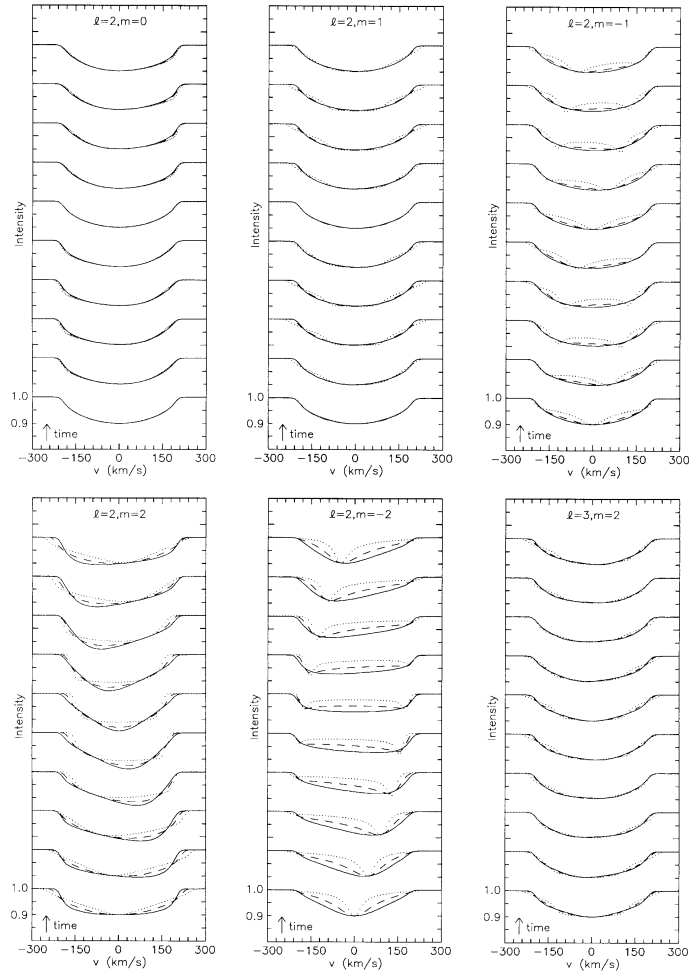 ℓ=2,m=0
Intensity
1.0
0.9
↑ time
−300 −150 0 150 300
v (km/s)
ℓ=2,m=1
Intensity
1.0
0.9
↑ time
−300 −150 0 150 300
v (km/s)
ℓ=2,m=−1
Intensity
1.0
0.9
↑ time
−300 −150 0 150 300
v (km/s)
ℓ=2,m=2
Intensity
1.0
0.9
↑ time
−300 −150 0 150 300
v (km/s)
ℓ=2,m=−2
Intensity
1.0
0.9
↑ time
−300 −150 0 150 300
v (km/s)
ℓ=3,m=2
Intensity
1.0
0.9
↑ time
−300 −150 0 150 300
v (km/s)